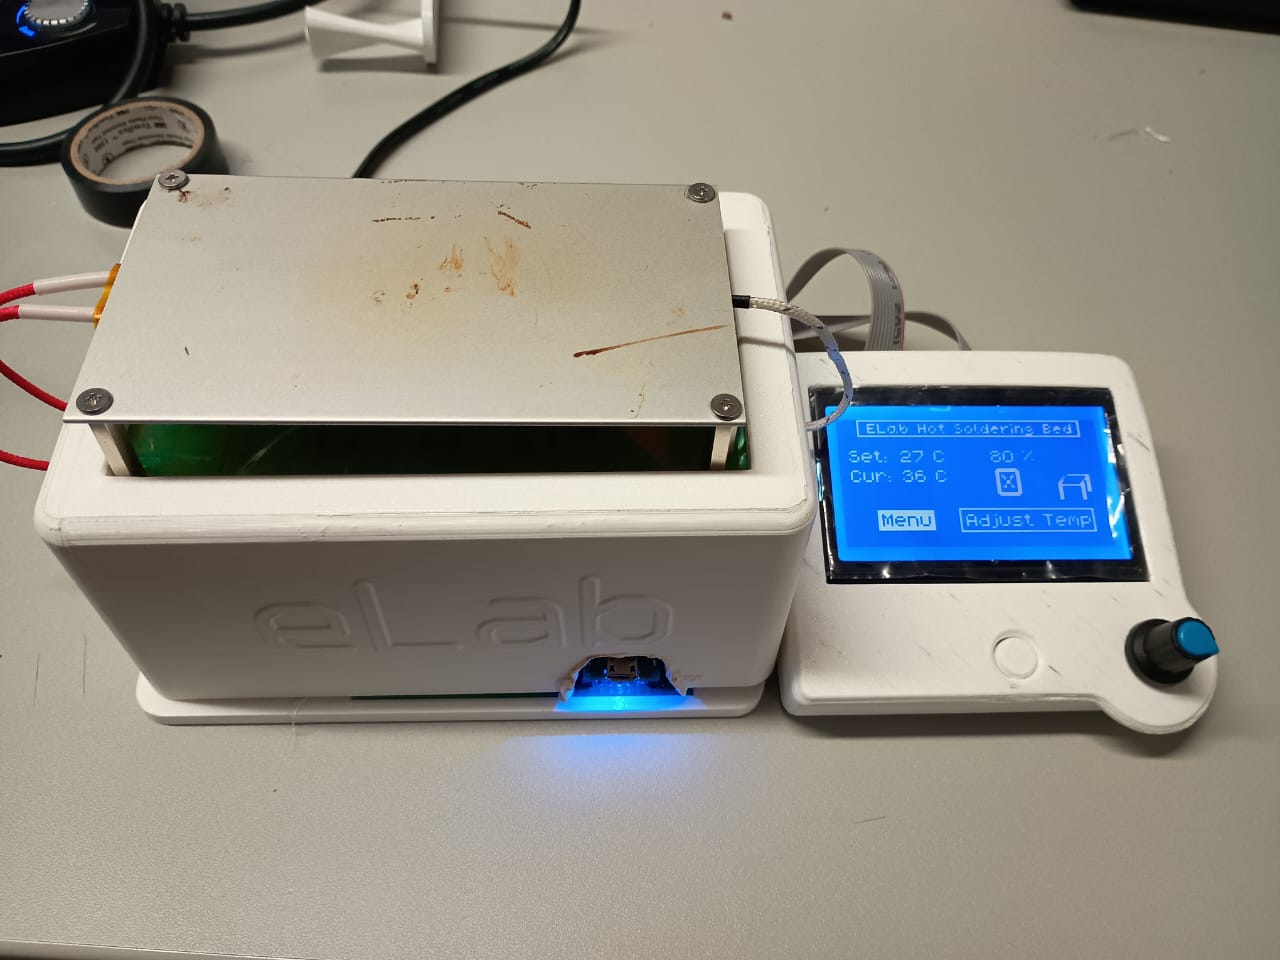 ELab Hot Soldering Bed
Set: 27 C
80 %
Cur: 36 C
Menu
Adjust Temp
eLab